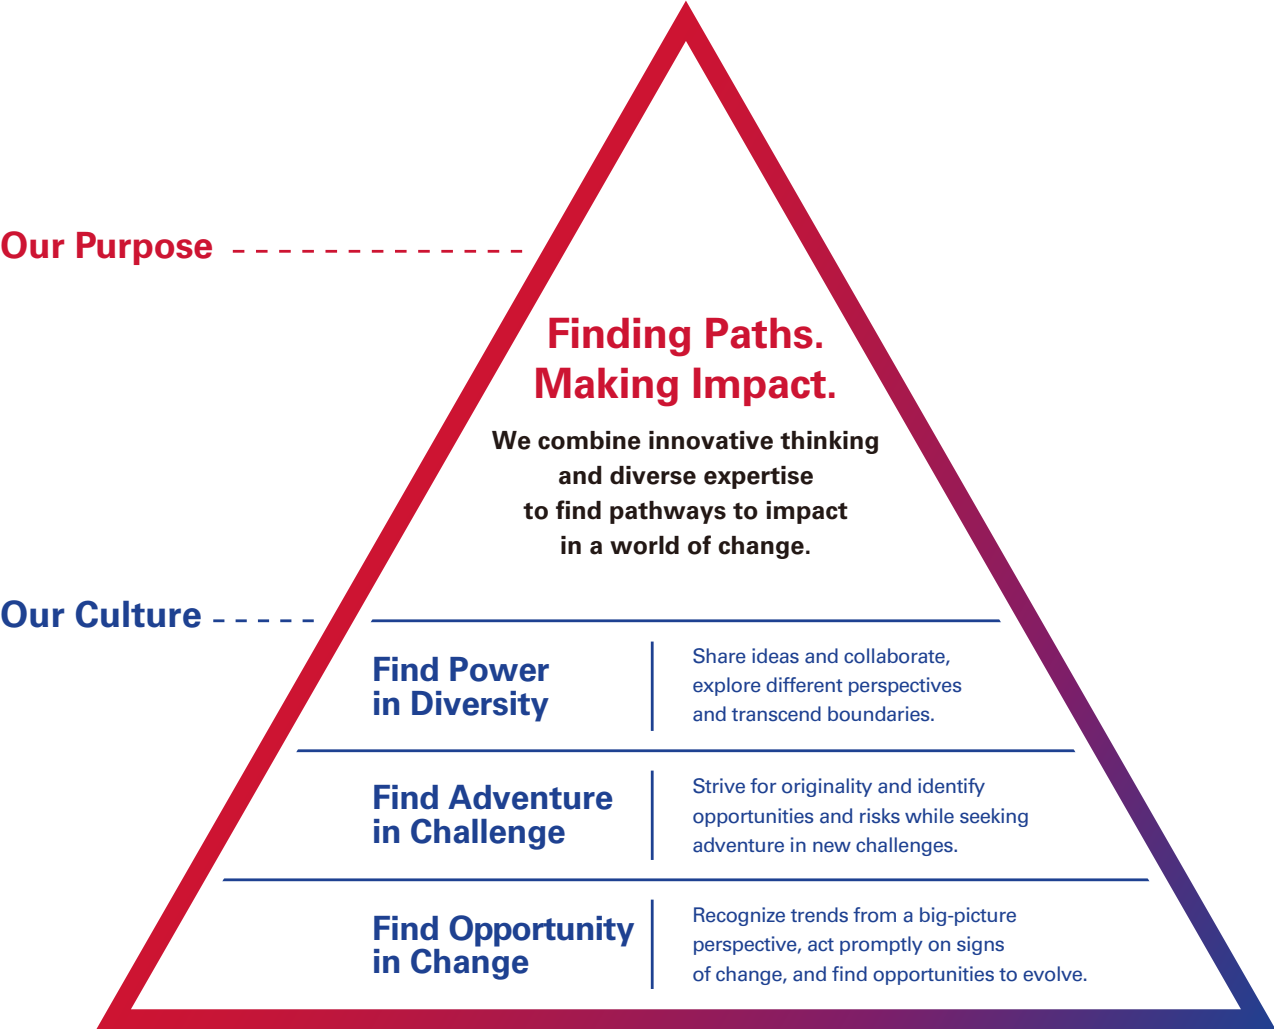 Our Purpose
Finding Paths.
Making Impact.
We combine innovative thinking
and diverse expertise
to find pathways to impact
in a world of change.
Our Culture
Find Power
in Diversity
Share ideas and collaborate,
explore different perspectives
and transcend boundaries.
Find Adventure
in Challenge
Strive for originality and identify
opportunities and risks while seeking
adventure in new challenges.
Find Opportunity
in Change
Recognize trends from a big-picture
perspective, act promptly on signs
of change, and find opportunities to evolve.